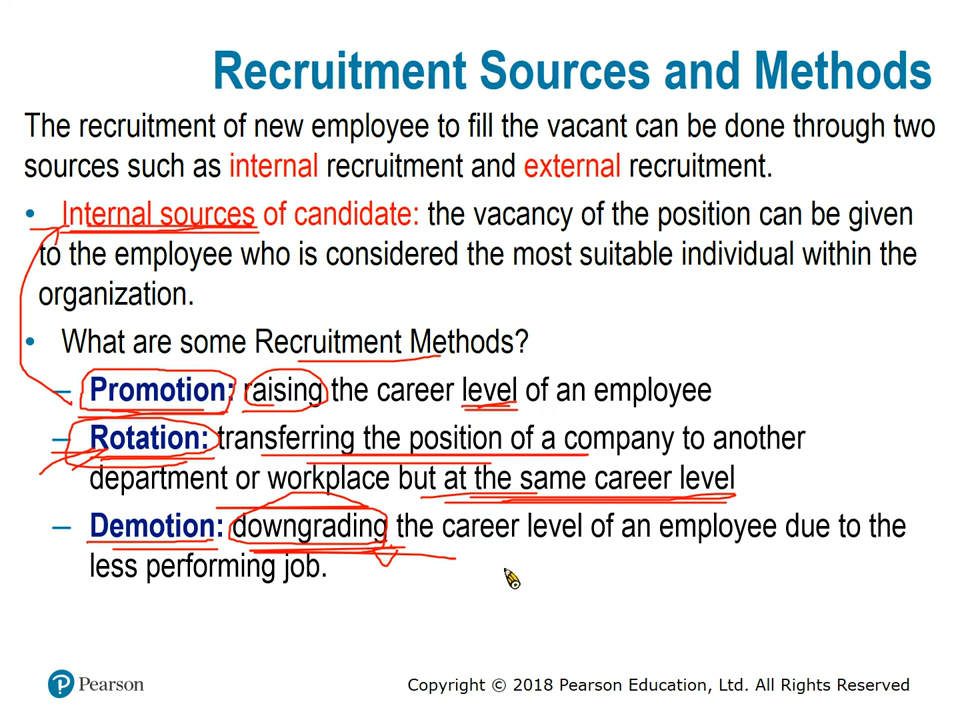 Recruitment Sources and Methods
The recruitment of new employee to fill the vacant can be done through two
sources such as internal recruitment and external recruitment.
• Internal sources of candidate: the vacancy of the position can be given
to the employee who is considered the most suitable individual within the
organization.
• What are some Recruitment Methods?
– Promotion: raising the career level of an employee
– Rotation: transferring the position of a company to another
department or workplace but at the same career level
– Demotion: downgrading the career level of an employee due to the
less performing job.
P Pearson
Copyright © 2018 Pearson Education, Ltd. All Rights Reserved